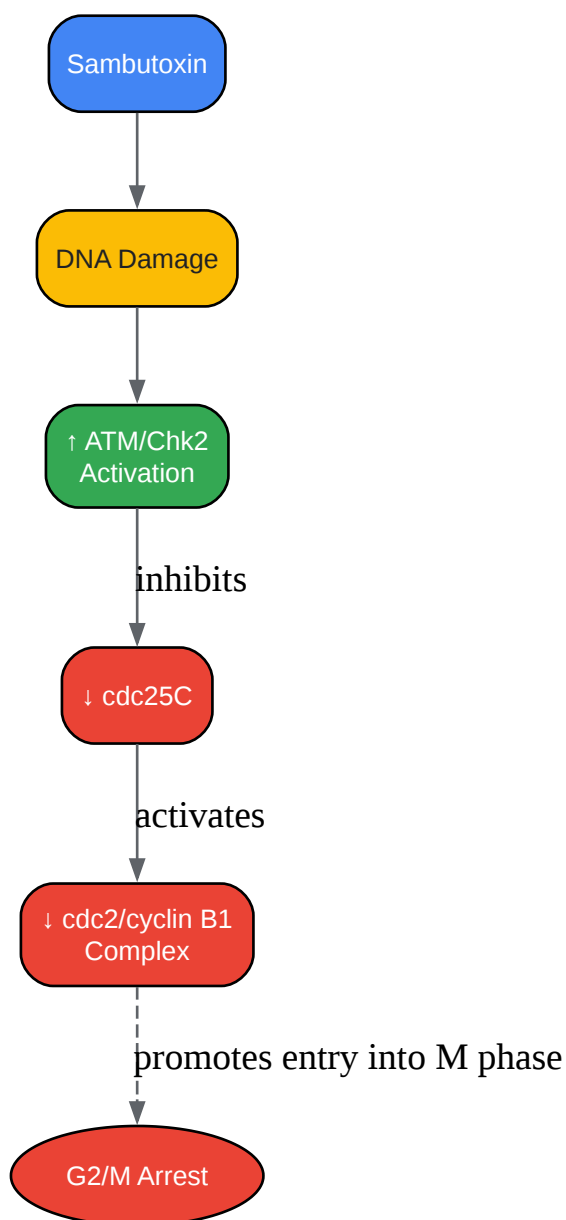 Sambutoxin
DNA Damage
↑ ATM/Chk2
Activation
inhibits
↓ cdc25C
activates
↓ cdc2/cyclin B1
Complex
promotes entry into M phase
G2/M Arrest